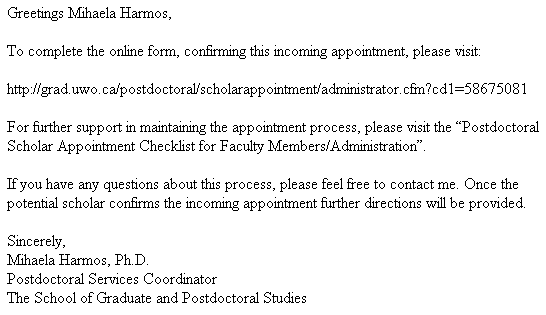 Greetings Mihaela Harmos,
To complete the online form, confirming this incoming appointment, please visit:
http://grad.uwo.ca/postdoctoral/scholarappointment/administrator.cfm?cd1=58675081
For further support in maintaining the appointment process, please visit the “Postdoctoral
Scholar Appointment Checklist for Faculty Members/Administration”.
If you have any questions about this process, please feel free to contact me. Once the
potential scholar confirms the incoming appointment further directions will be provided.
Sincerely,
Mihaela Harmos, Ph.D.
Postdoctoral Services Coordinator
The School of Graduate and Postdoctoral Studies